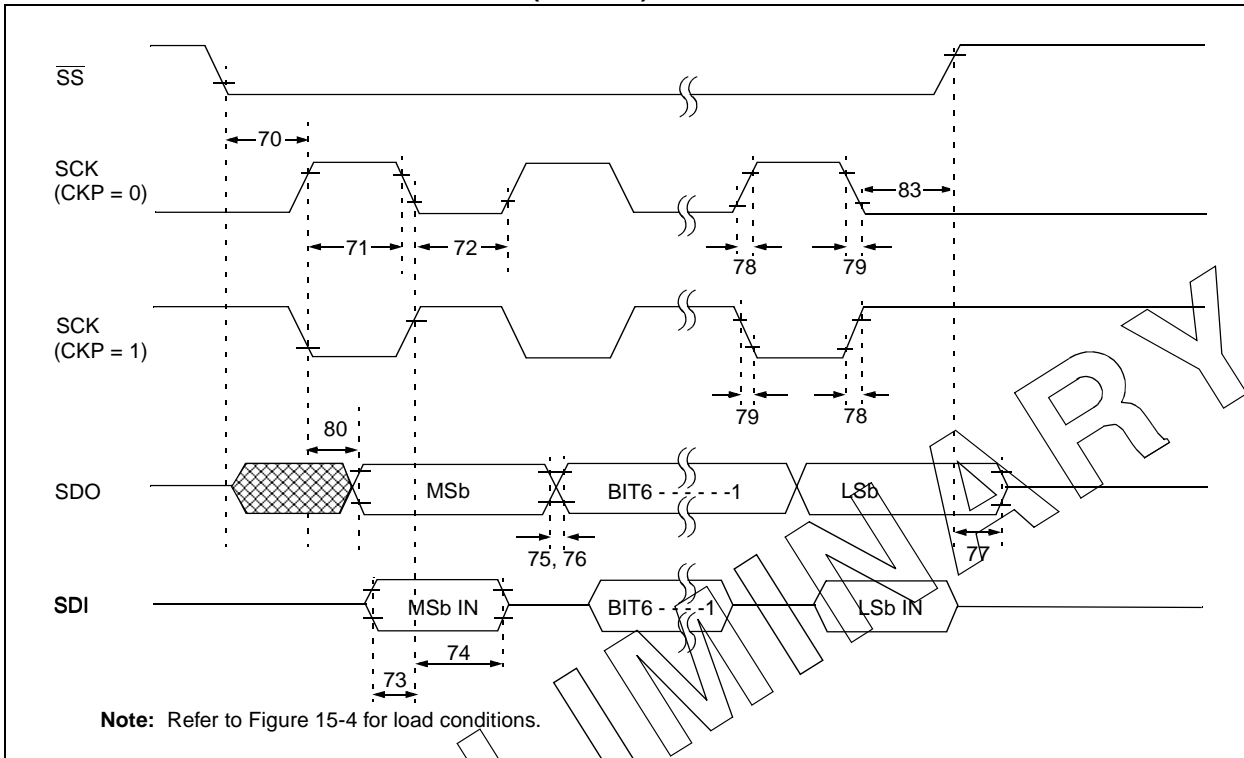 SS
70
SCK
(CKP = 0)
83
71
72
78
79
SCK
(CKP = 1)
79
78
80
SDO
MSb
BIT6 - - - - - -1
LSb
75, 76
77
SDI
MSb IN
BIT6 - - - -1
LSb IN
74
73
Note: Refer to Figure 15-4 for load conditions.
LIMINARY